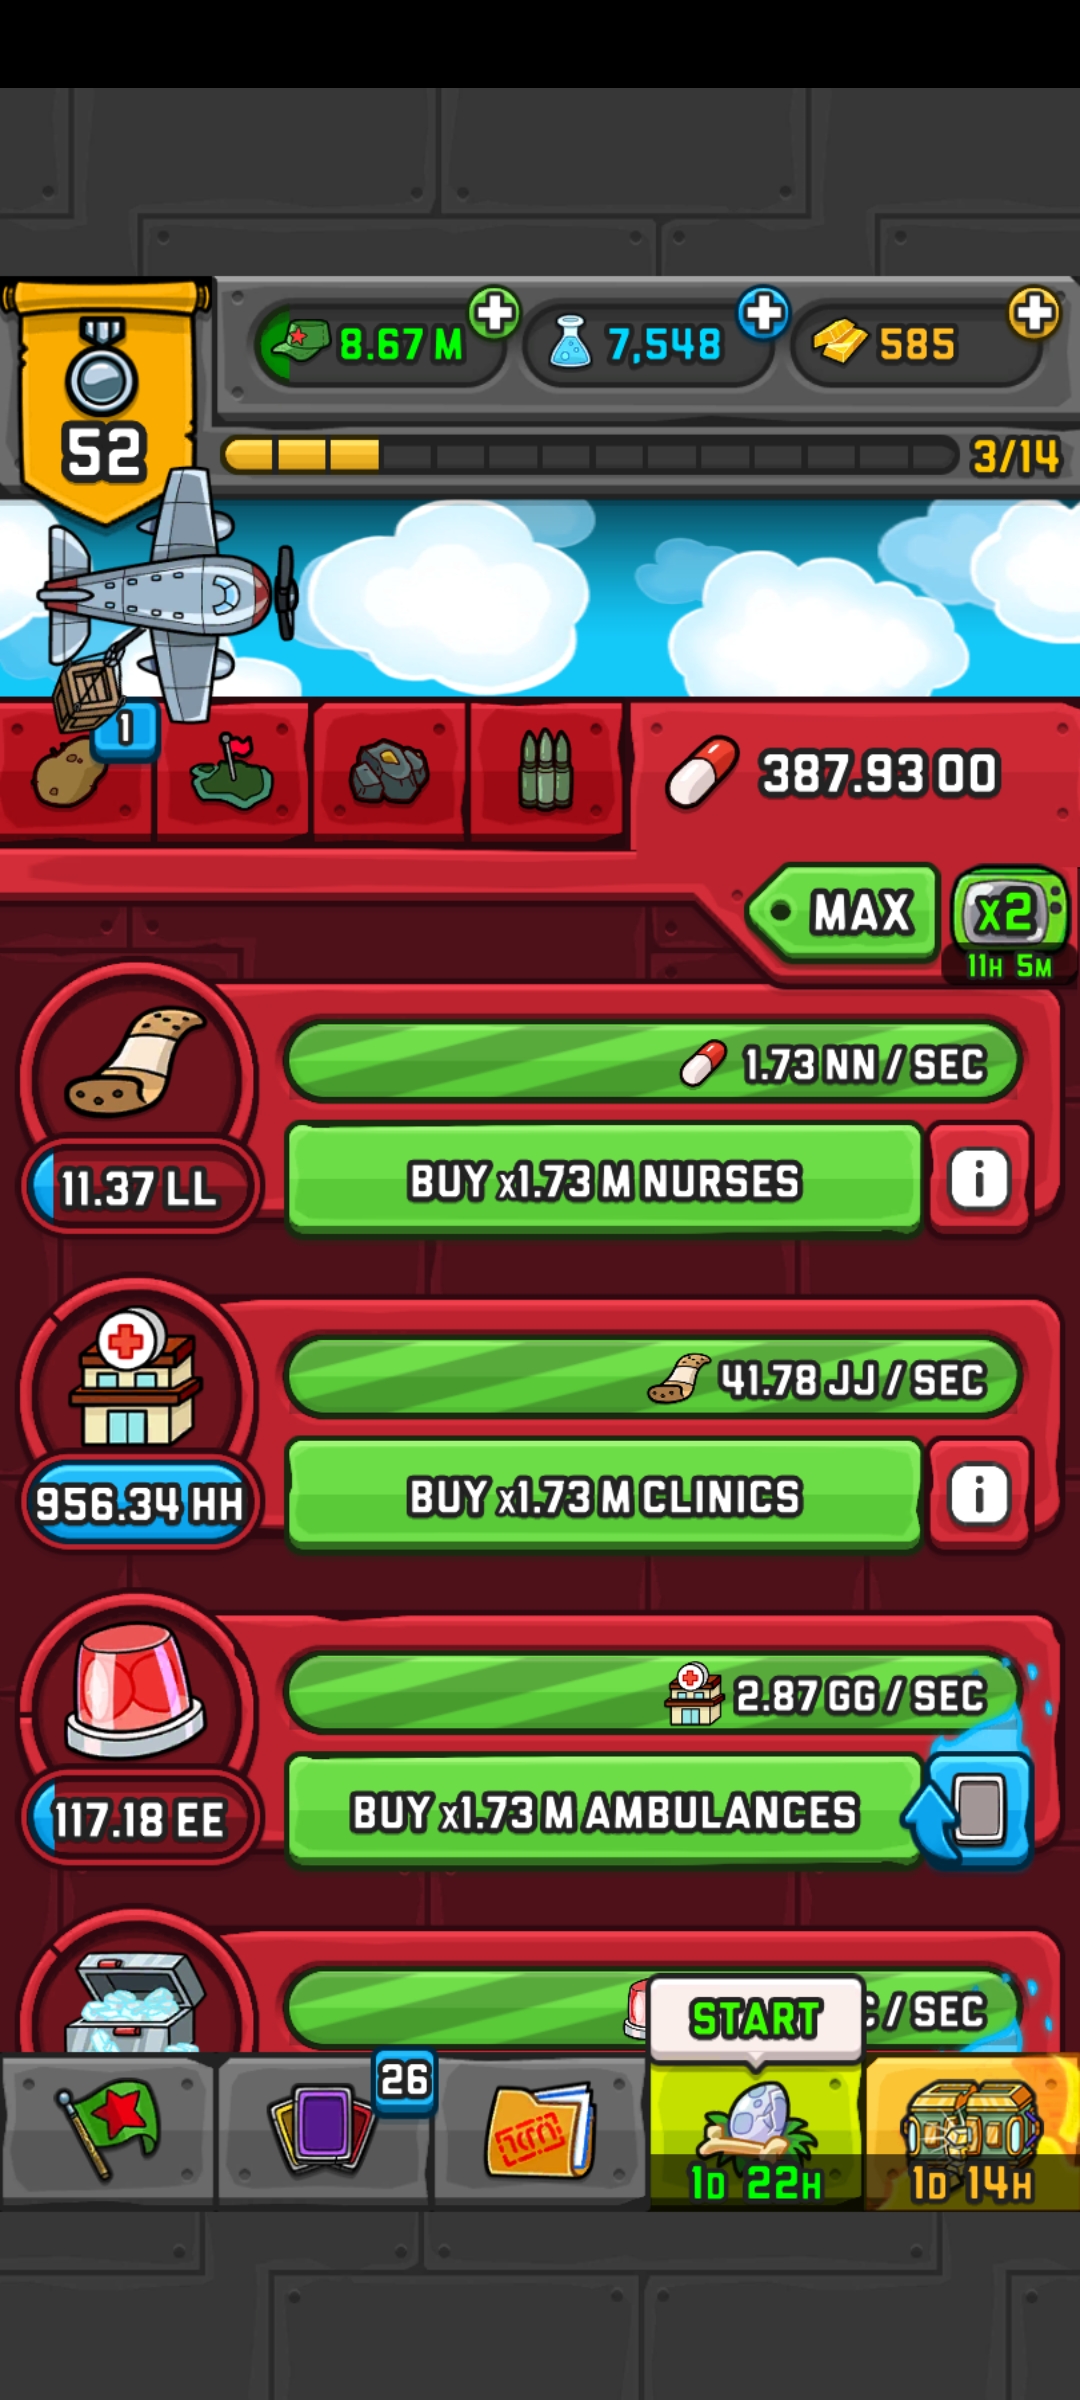 8.67 M
7,548
585
52
3/14
1
387.93 OO
MAX
x2
11H 5M
1.73 NN / SEC
11.37 LL
BUY x1.73 M NURSES
i
41.78 JJ / SEC
956.34 HH
BUY x1.73 M CLINICS
i
2.87 GG / SEC
117.18 EE
BUY x1.73 M AMBULANCES
/ SEC
START
26
1D 22H
1D 14H